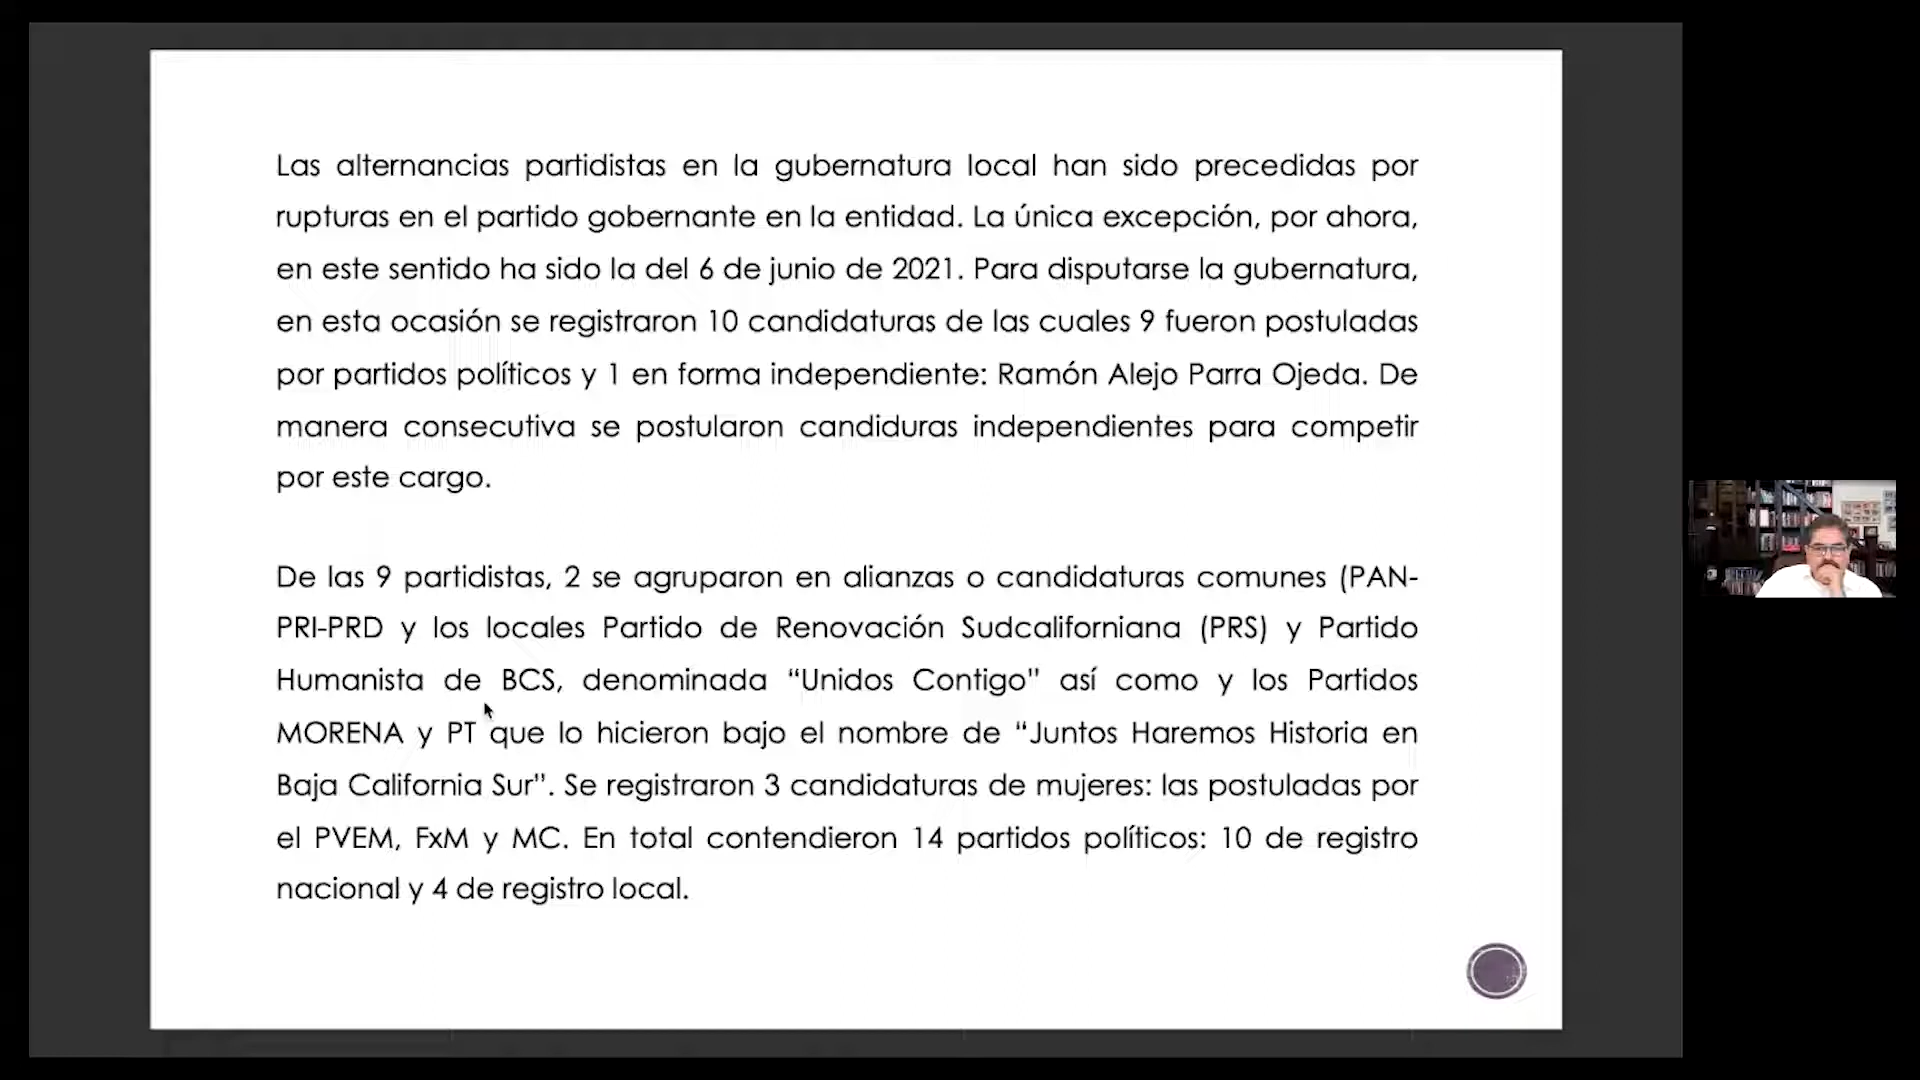 Las alternancias partidistas en la gubernatura local han sido precedidas por
rupturas en el partido gobernante en la entidad. La única excepción, por ahora,
en este sentido ha sido la del 6 de junio de 2021. Para disputarse la gubernatura,
en esta ocasión se registraron 10 candidaturas de las cuales 9 fueron postuladas
por partidos políticos y 1 en forma independiente: Ramón Alejo Parra Ojeda. De
manera consecutiva se postularon candiduras independientes para competir
por este cargo.
De las 9 partidistas, 2 se agruparon en alianzas o candidaturas comunes (PAN-
PRI-PRD y los locales Partido de Renovación Sudcaliforniana (PRS) y Partido
Humanista de BCS, denominada “Unidos Contigo” así como y los Partidos
MORENA y PT que lo hicieron bajo el nombre de “Juntos Haremos Historia en
Baja California Sur”. Se registraron 3 candidaturas de mujeres: las postuladas por
el PVEM, FxM y MC. En total contendieron 14 partidos políticos: 10 de registro
nacional y 4 de registro local.